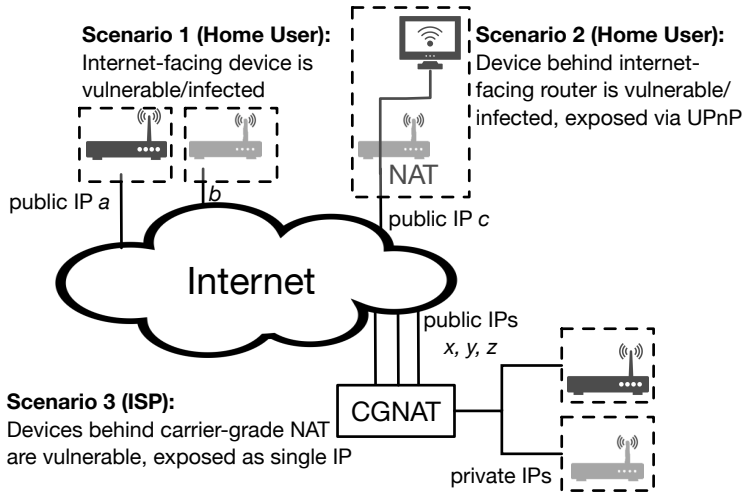 Scenario 1 (Home User):
Internet-facing device is
vulnerable/infected
Scenario 2 (Home User):
Device behind internet-
facing router is vulnerable/
infected, exposed via UPnP
NAT
public IP a
b
public IP c
Internet
public IPs
x, y, z
Scenario 3 (ISP):
Devices behind carrier-grade NAT
are vulnerable, exposed as single IP
CGNAT
private IPs